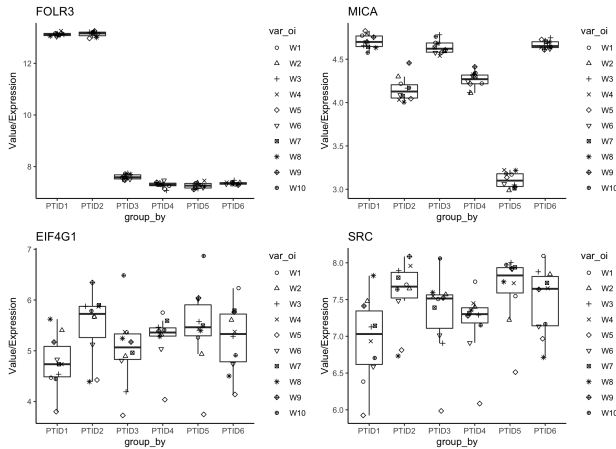 FOLR3
Value/Expression
12
8
PTID1 PTID2 PTID3 PTID4 PTID5 PTID6
group_by
var_oi
W1
W2
W3
W4
W5
W6
W7
W8
W9
W10
MICA
Value/Expression
4.5
4.0
3.5
3.0
PTID1 PTID2 PTID3 PTID4 PTID5 PTID6
group_by
var_oi
W1
W2
W3
W4
W5
W6
W7
W8
W9
W10
EIF4G1
Value/Expression
7
6
5
4
PTID1 PTID2 PTID3 PTID4 PTID5 PTID6
group_by
var_oi
W1
W2
W3
W4
W5
W6
W7
W8
W9
W10
SRC
Value/Expression
8.0
7.5
7.0
6.5
6.0
PTID1 PTID2 PTID3 PTID4 PTID5 PTID6
group_by
var_oi
W1
W2
W3
W4
W5
W6
W7
W8
W9
W10